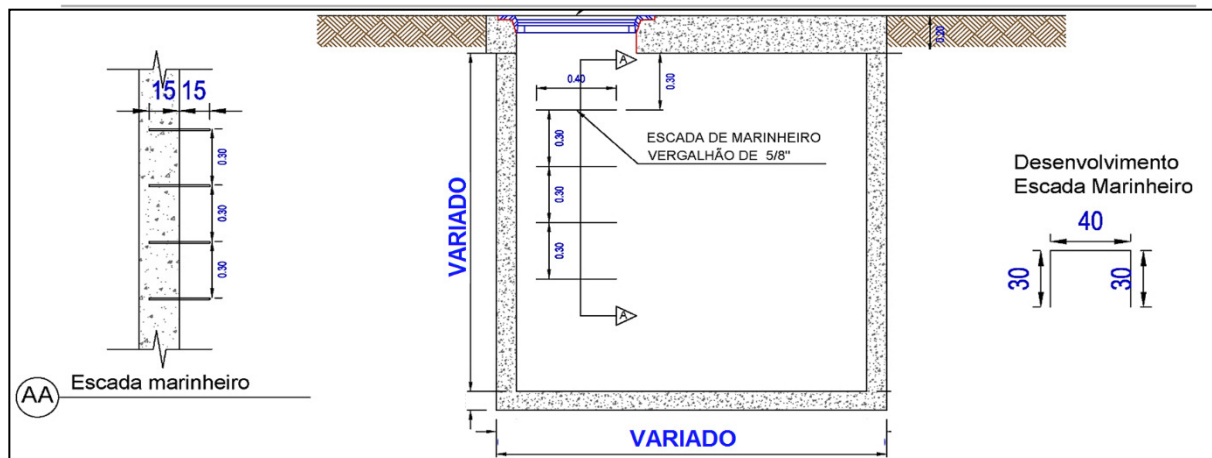 15 15
0.30
0.30
0.30
AA
Escada marinheiro
0.20
A
0.40
0.30
ESCADA DE MARINHEIRO
VERGALHÃO DE 5/8"
0.30
0.30
0.30
VARIADO
A
VARIADO
Desenvolvimento
Escada Marinheiro
40
30
30